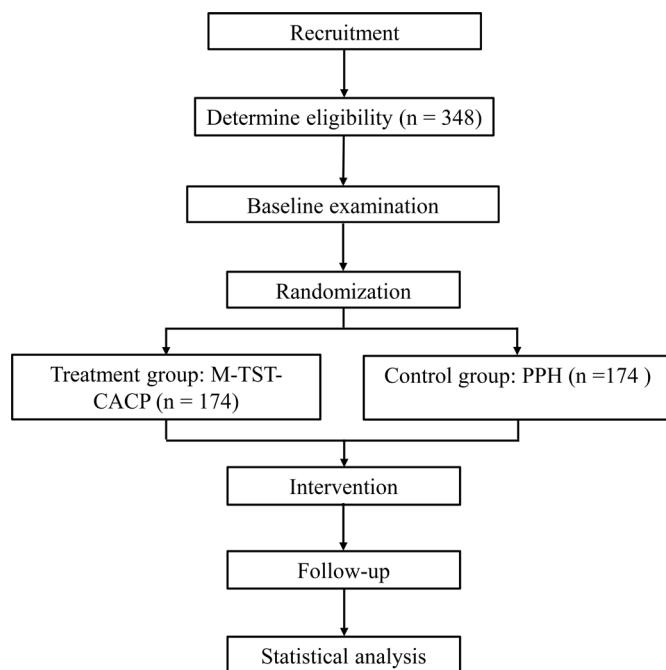 Recruitment
Determine eligibility (n = 348)
Baseline examination
Randomization
Treatment group: M-TST-
CACP (n = 174)
Control group: PPH (n =174 )
Intervention
Follow-up
Statistical analysis